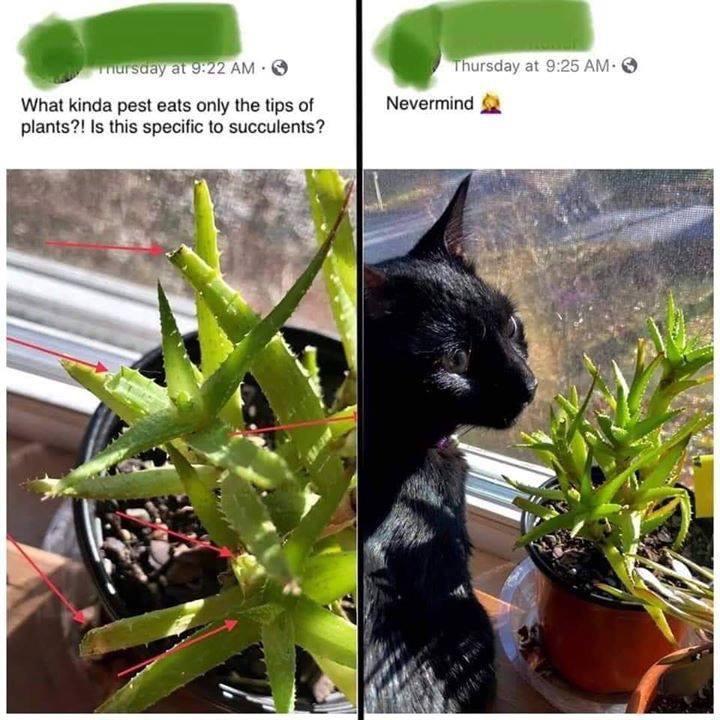 Thursday at 9:22 AM ·
What kinda pest eats only the tips of
plants?! Is this specific to succulents?
Thursday at 9:25 AM ·
Nevermind 🤦‍♀️